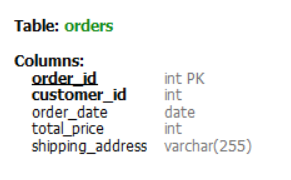 Table: orders
Columns:
order_id int PK
customer_id int
order_date date
total_price int
shipping_address varchar(255)